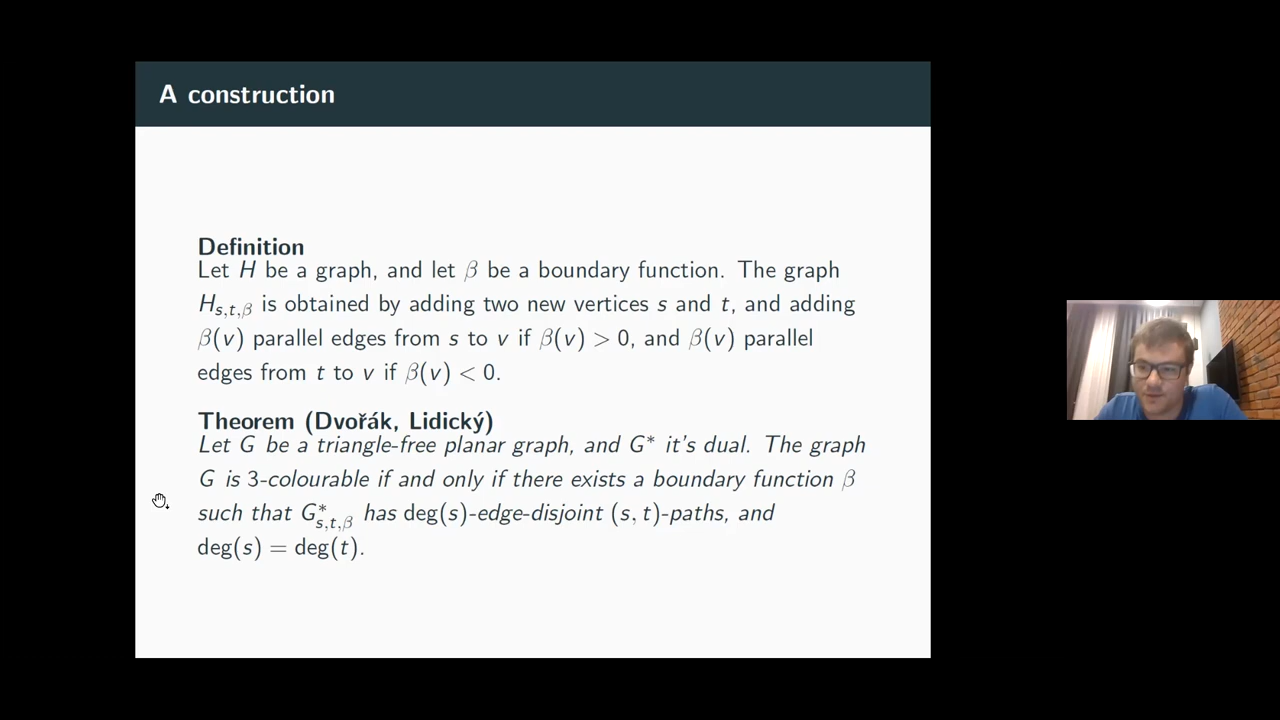 A construction
Definition
Let H be a graph, and let β be a boundary function. The graph
H_{s,t,β} is obtained by adding two new vertices s and t, and adding
β(v) parallel edges from s to v if β(v) > 0, and β(v) parallel
edges from t to v if β(v) < 0.
Theorem (Dvořák, Lidický)
Let G be a triangle-free planar graph, and G* it's dual. The graph
G is 3-colourable if and only if there exists a boundary function β
such that G*_{s,t,β} has deg(s)-edge-disjoint (s, t)-paths, and
deg(s) = deg(t).